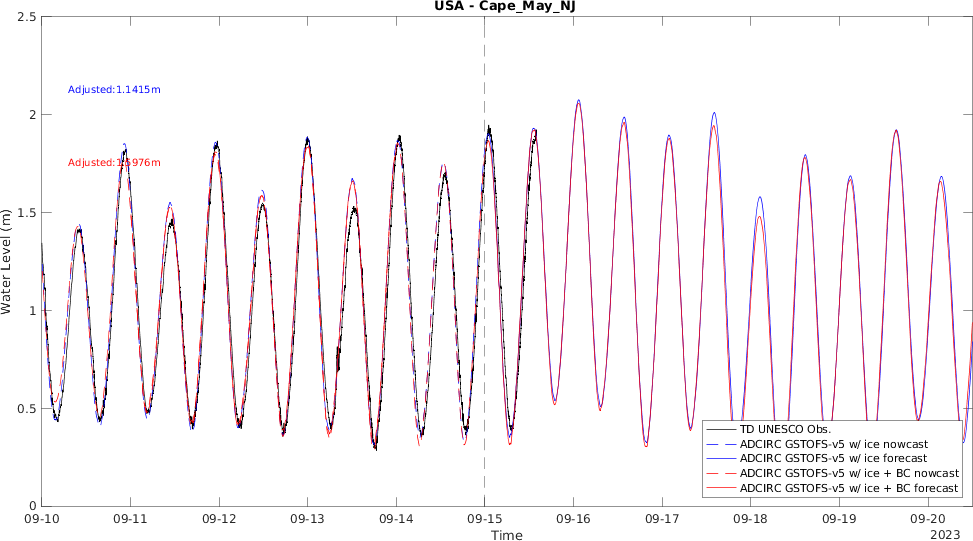 USA - Cape_May_NJ
2.5
2
1.5
1
0.5
0
Water Level (m)
Adjusted:1.1415m
Adjusted:1.5976m
09-10
09-11
09-12
09-13
09-14
09-15
09-16
09-17
09-18
09-19
09-20
Time
2023
TD UNESCO Obs.
ADCIRC GSTOFS-v5 w/ ice nowcast
ADCIRC GSTOFS-v5 w/ ice forecast
ADCIRC GSTOFS-v5 w/ ice + BC nowcast
ADCIRC GSTOFS-v5 w/ ice + BC forecast